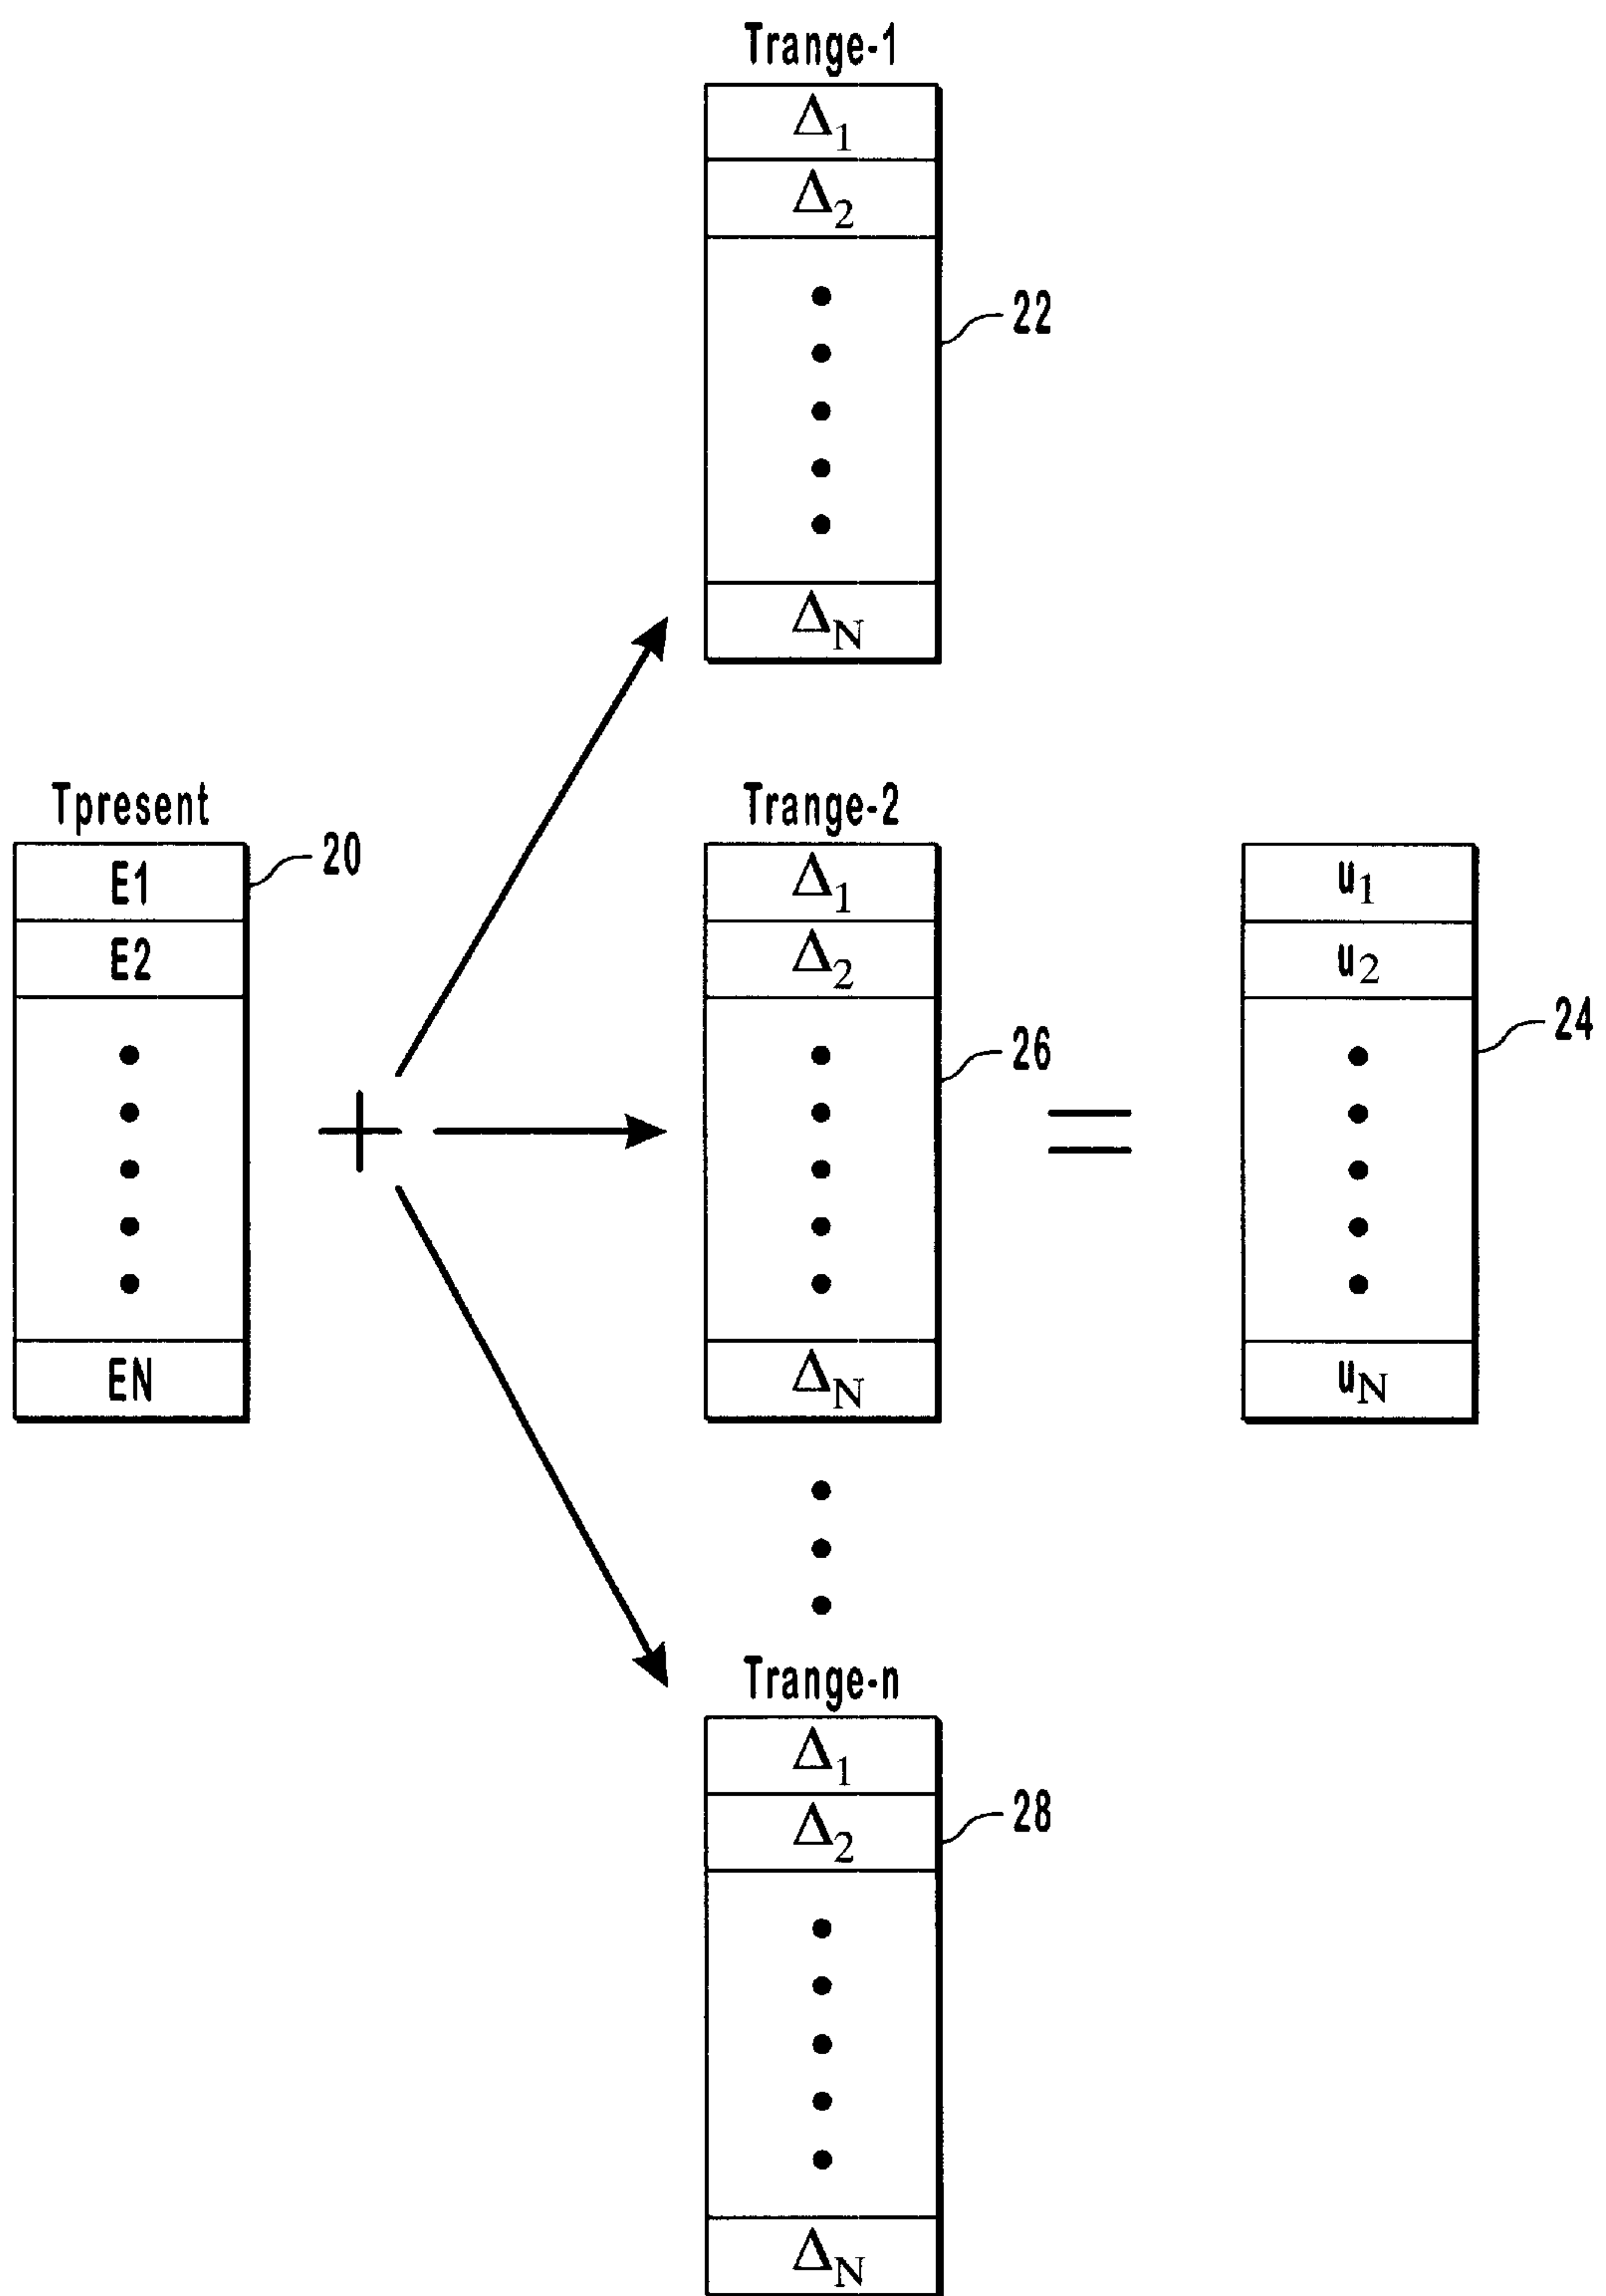 Trange-1
Δ1
Δ2
22
ΔN
Tpresent
20
E1
E2
EN
+
Trange-2
Δ1
Δ2
26
ΔN
=
u1
u2
24
uN
Trange-n
Δ1
Δ2
28
ΔN